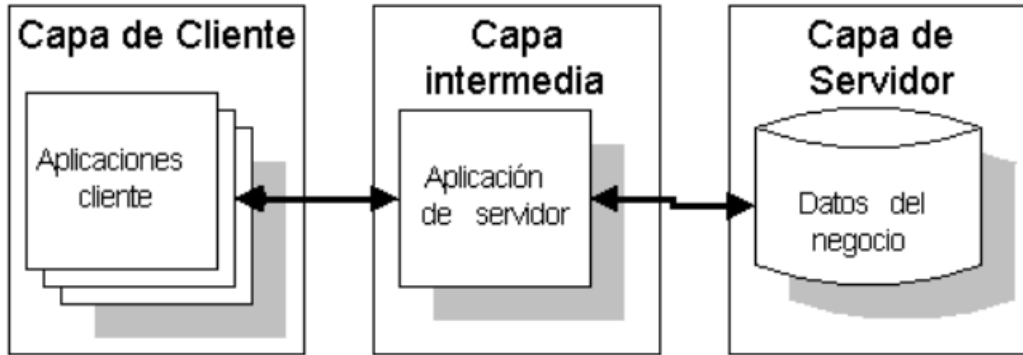 Capa de Cliente
Aplicaciones
cliente
Capa
intermedia
Aplicación
de servidor
Capa de
Servidor
Datos del
negocio